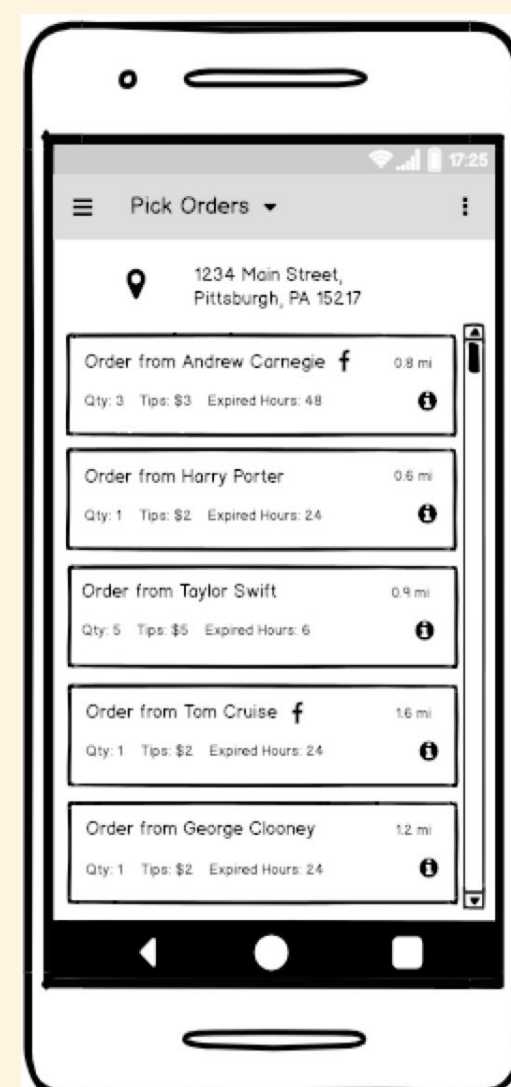 17:25
Pick Orders
1234 Main Street,
Pittsburgh, PA 15217
Order from Andrew Carnegie f 0.8 mi
Qty: 3 Tips: $3 Expired Hours: 48
Order from Harry Porter 0.6 mi
Qty: 1 Tips: $2 Expired Hours: 24
Order from Taylor Swift 0.9 mi
Qty: 5 Tips: $5 Expired Hours: 6
Order from Tom Cruise f 1.6 mi
Qty: 1 Tips: $2 Expired Hours: 24
Order from George Clooney 1.2 mi
Qty: 1 Tips: $2 Expired Hours: 24